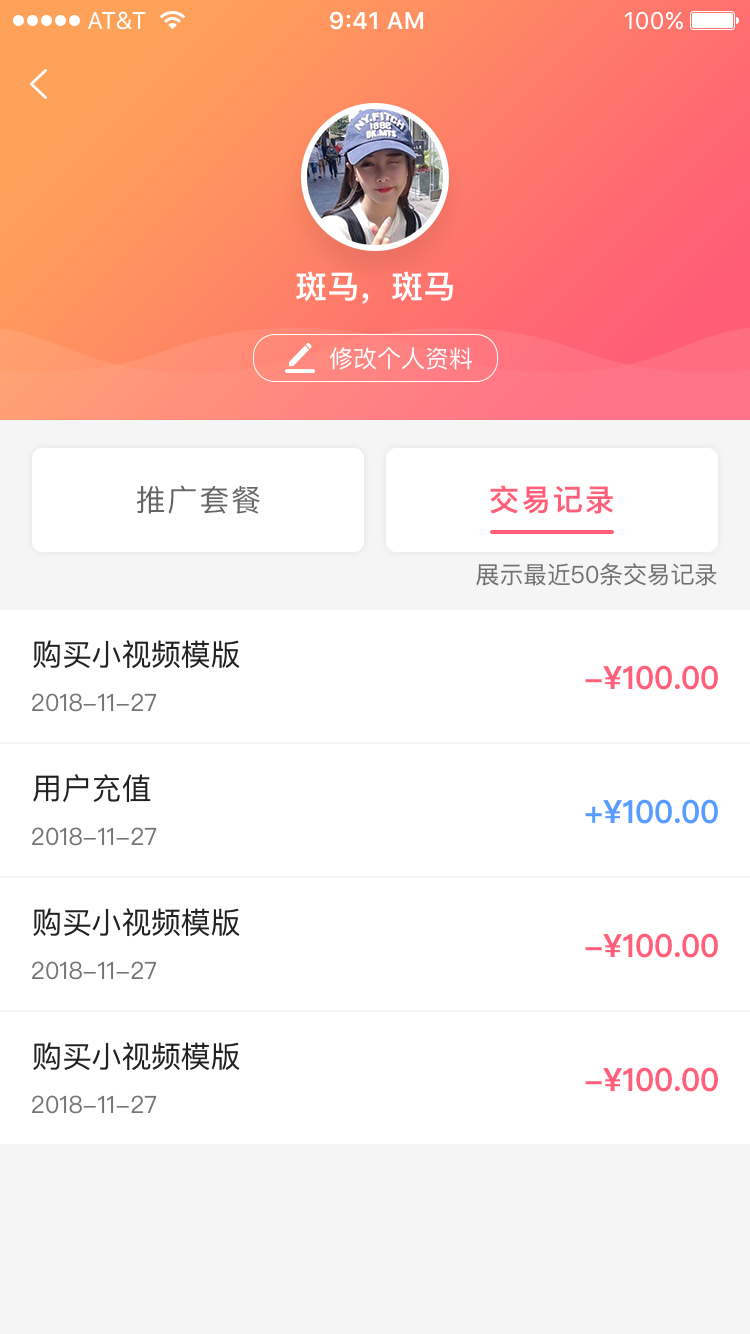 AT&T 9:41 AM 100%
NY.FITCH
1992
BK.MTS
斑马，斑马
修改个人资料
推广套餐 交易记录
展示最近50条交易记录
购买小视频模版
2018–11–27
–¥100.00
用户充值
2018–11–27
+¥100.00
购买小视频模版
2018–11–27
–¥100.00
购买小视频模版
2018–11–27
–¥100.00